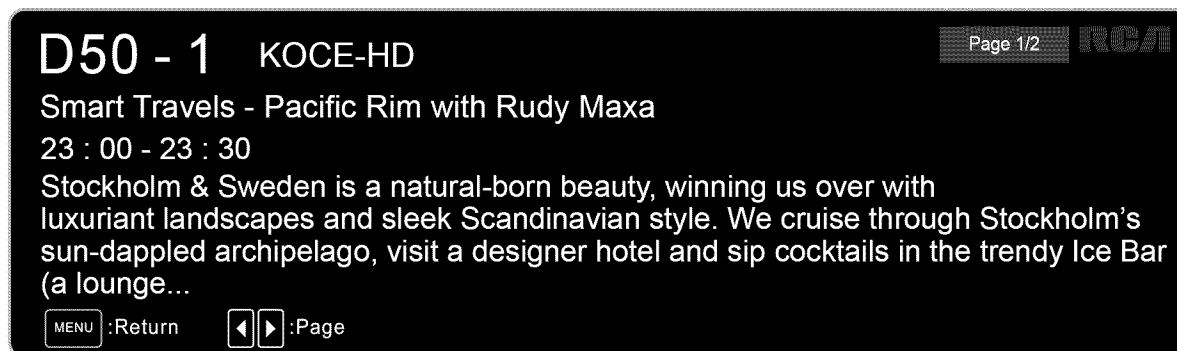 D50 - 1 KOCE-HD Page 1/2 RCA
Smart Travels - Pacific Rim with Rudy Maxa
23 : 00 - 23 : 30
Stockholm & Sweden is a natural-born beauty, winning us over with
luxuriant landscapes and sleek Scandinavian style. We cruise through Stockholm’s
sun-dappled archipelago, visit a designer hotel and sip cocktails in the trendy Ice Bar
(a lounge...
MENU :Return :Page